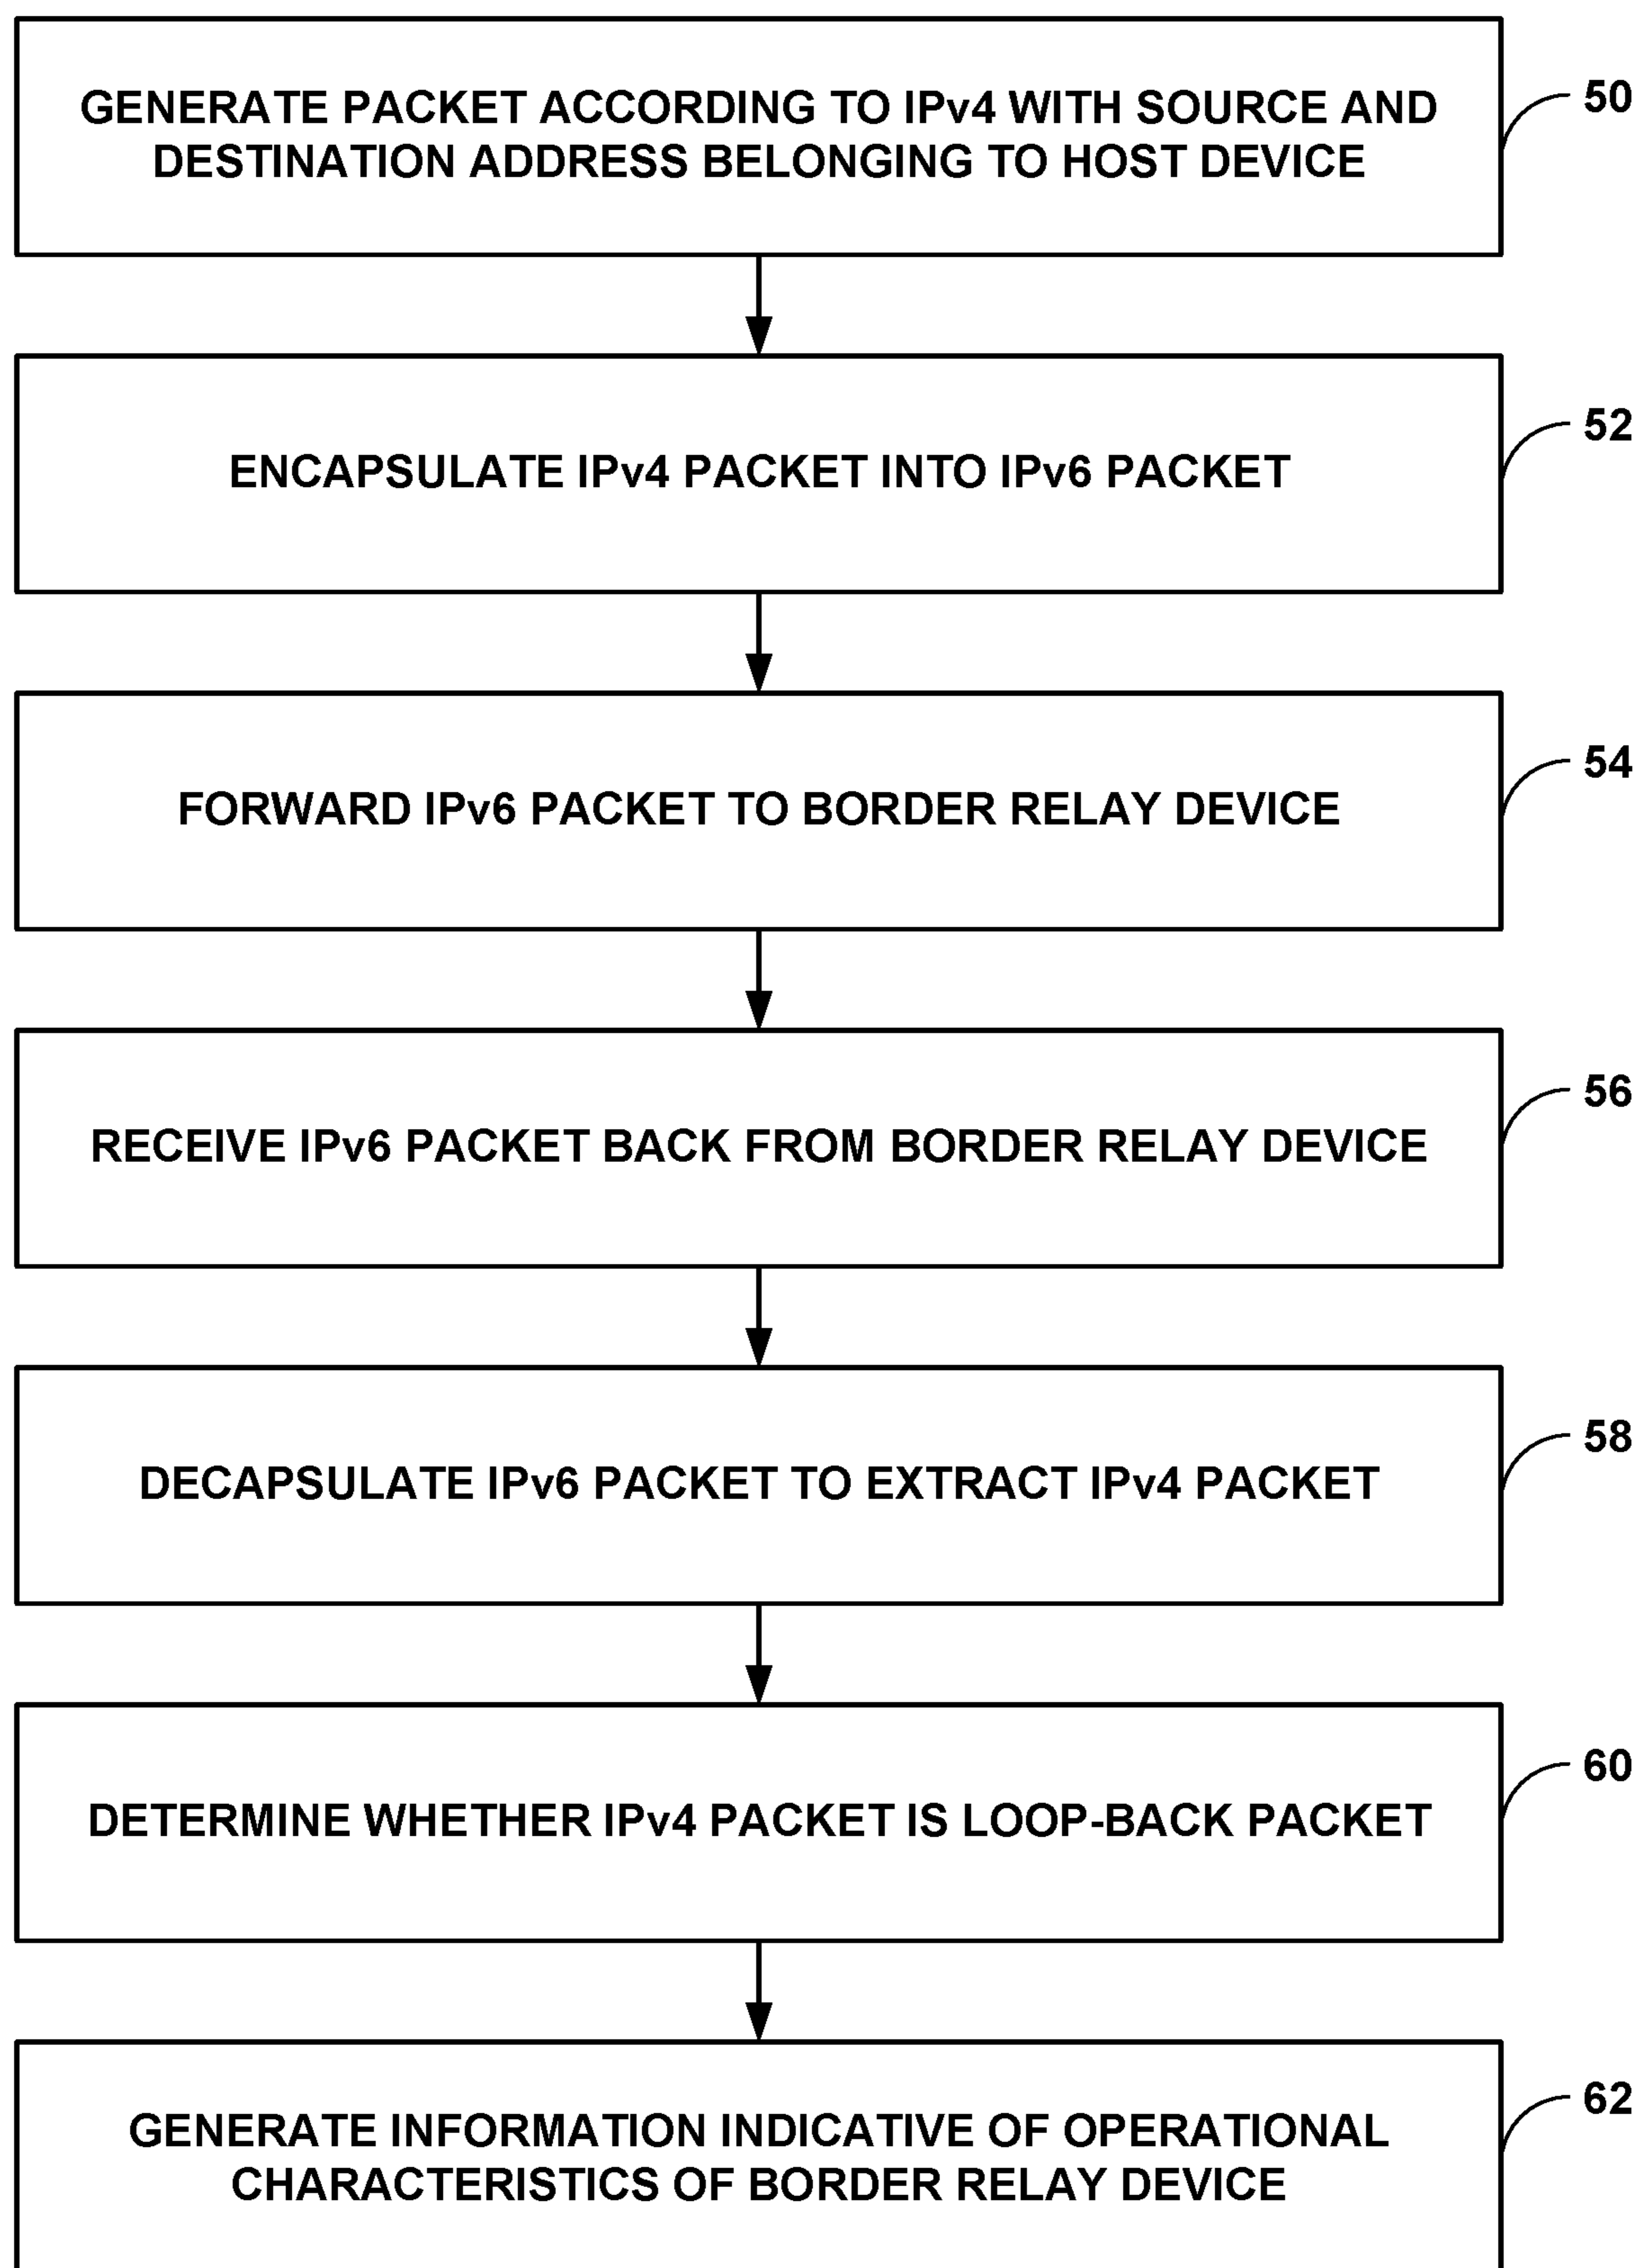 GENERATE PACKET ACCORDING TO IPv4 WITH SOURCE AND
DESTINATION ADDRESS BELONGING TO HOST DEVICE
50
ENCAPSULATE IPv4 PACKET INTO IPv6 PACKET
52
FORWARD IPv6 PACKET TO BORDER RELAY DEVICE
54
RECEIVE IPv6 PACKET BACK FROM BORDER RELAY DEVICE
56
DECAPSULATE IPv6 PACKET TO EXTRACT IPv4 PACKET
58
DETERMINE WHETHER IPv4 PACKET IS LOOP-BACK PACKET
60
GENERATE INFORMATION INDICATIVE OF OPERATIONAL
CHARACTERISTICS OF BORDER RELAY DEVICE
62